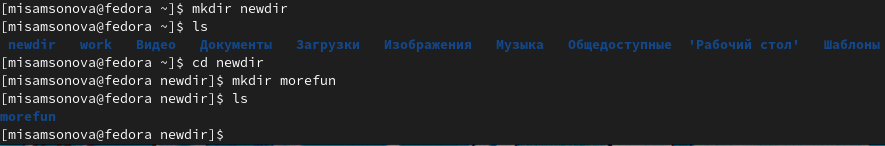 [misamsonova@fedora ~]$ mkdir newdir
[misamsonova@fedora ~]$ ls
newdir work Видео Документы Загрузки Изображения Музыка Общедоступные 'Рабочий стол' Шаблоны
[misamsonova@fedora ~]$ cd newdir
[misamsonova@fedora newdir]$ mkdir morefun
[misamsonova@fedora newdir]$ ls
morefun
[misamsonova@fedora newdir]$